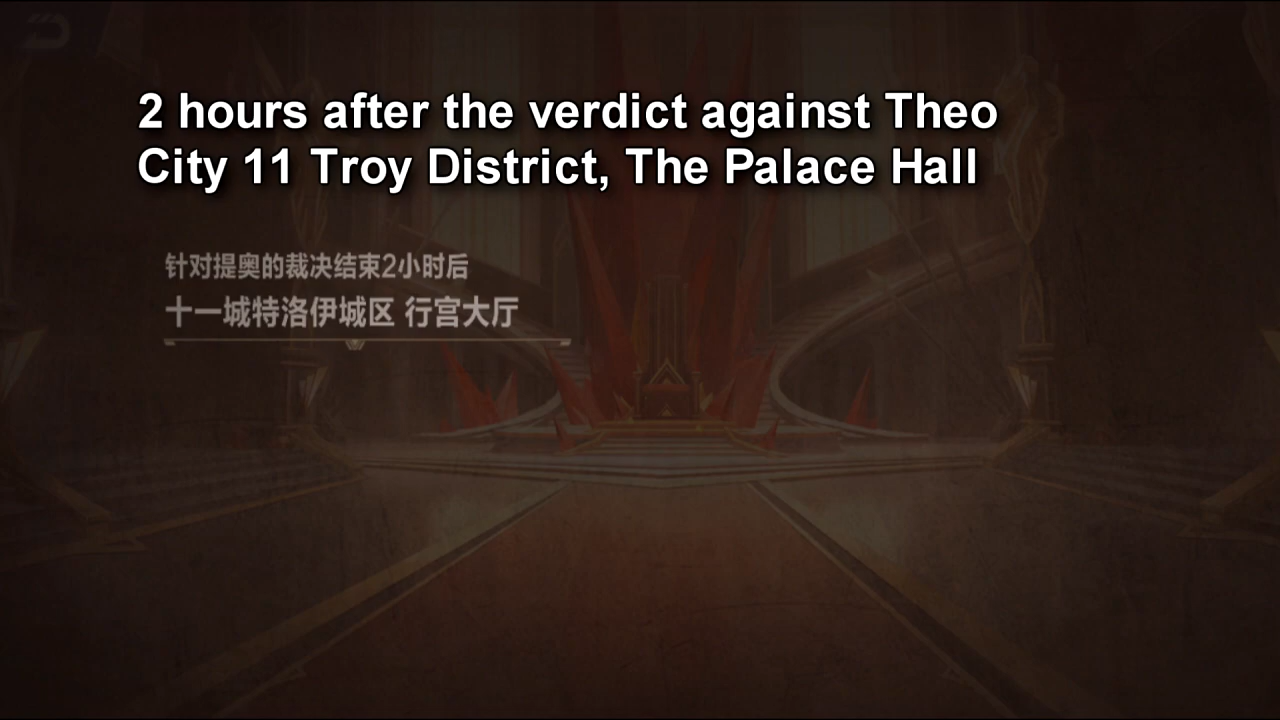 2 hours after the verdict against Theo
City 11 Troy District, The Palace Hall
针对提奥的裁决结束2小时后
十一城特洛伊城区 行宫大厅